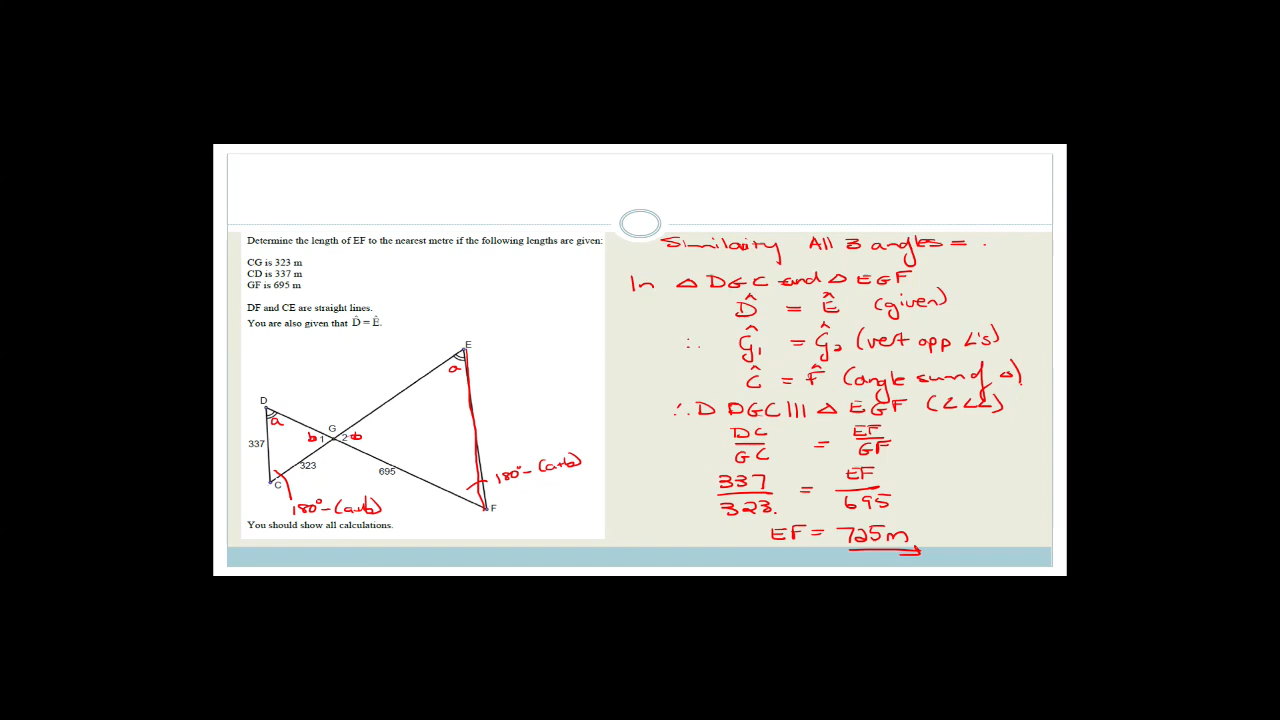 Determine the length of EF to the nearest metre if the following lengths are given:
CG is 323 m
CD is 337 m
GF is 695 m
DF and CE are straight lines.
You are also given that D̂ = Ê.
E
a
D
a
G
b 1
2 b
337
323
695
C
180° - (a+b)
180° - (a+b)
F
You should show all calculations.
Similarity All 3 angles = .
In △ DGC and △ EGF
D̂ = Ê (given)
∴ Ĝ₁ = Ĝ₂ (vert opp ∠'s)
Ĉ = F̂ (angle sum of △).
∴ D DGC ||| △ EGF (∠∠∠)
DC/GC = EF/GF
337/323. = EF/695
EF = 725m